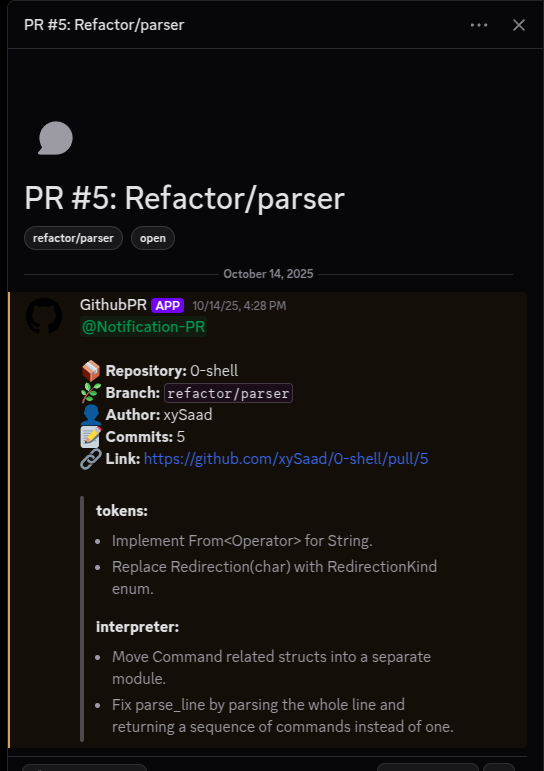 PR #5: Refactor/parser
PR #5: Refactor/parser
refactor/parser open
October 14, 2025
GithubPR APP 10/14/25, 4:28 PM
@Notification-PR
Repository: 0-shell
Branch: refactor/parser
Author: xySaad
Commits: 5
Link: https://github.com/xySaad/0-shell/pull/5
tokens:
• Implement From<Operator> for String.
• Replace Redirection(char) with RedirectionKind
enum.
interpreter:
• Move Command related structs into a separate
module.
• Fix parse_line by parsing the whole line and
returning a sequence of commands instead of one.